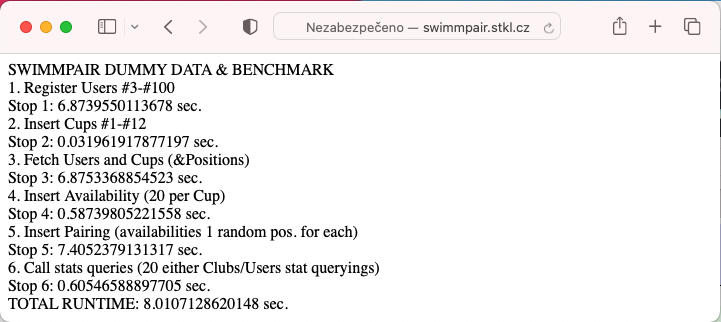 Nezabezpečeno — swimmpair.stkl.cz
SWIMMPAIR DUMMY DATA & BENCHMARK
1. Register Users #3-#100
Stop 1: 6.8739550113678 sec.
2. Insert Cups #1-#12
Stop 2: 0.031961917877197 sec.
3. Fetch Users and Cups (&Positions)
Stop 3: 6.8753368854523 sec.
4. Insert Availability (20 per Cup)
Stop 4: 0.58739805221558 sec.
5. Insert Pairing (availabilities 1 random pos. for each)
Stop 5: 7.4052379131317 sec.
6. Call stats queries (20 either Clubs/Users stat queryings)
Stop 6: 0.60546588897705 sec.
TOTAL RUNTIME: 8.0107128620148 sec.